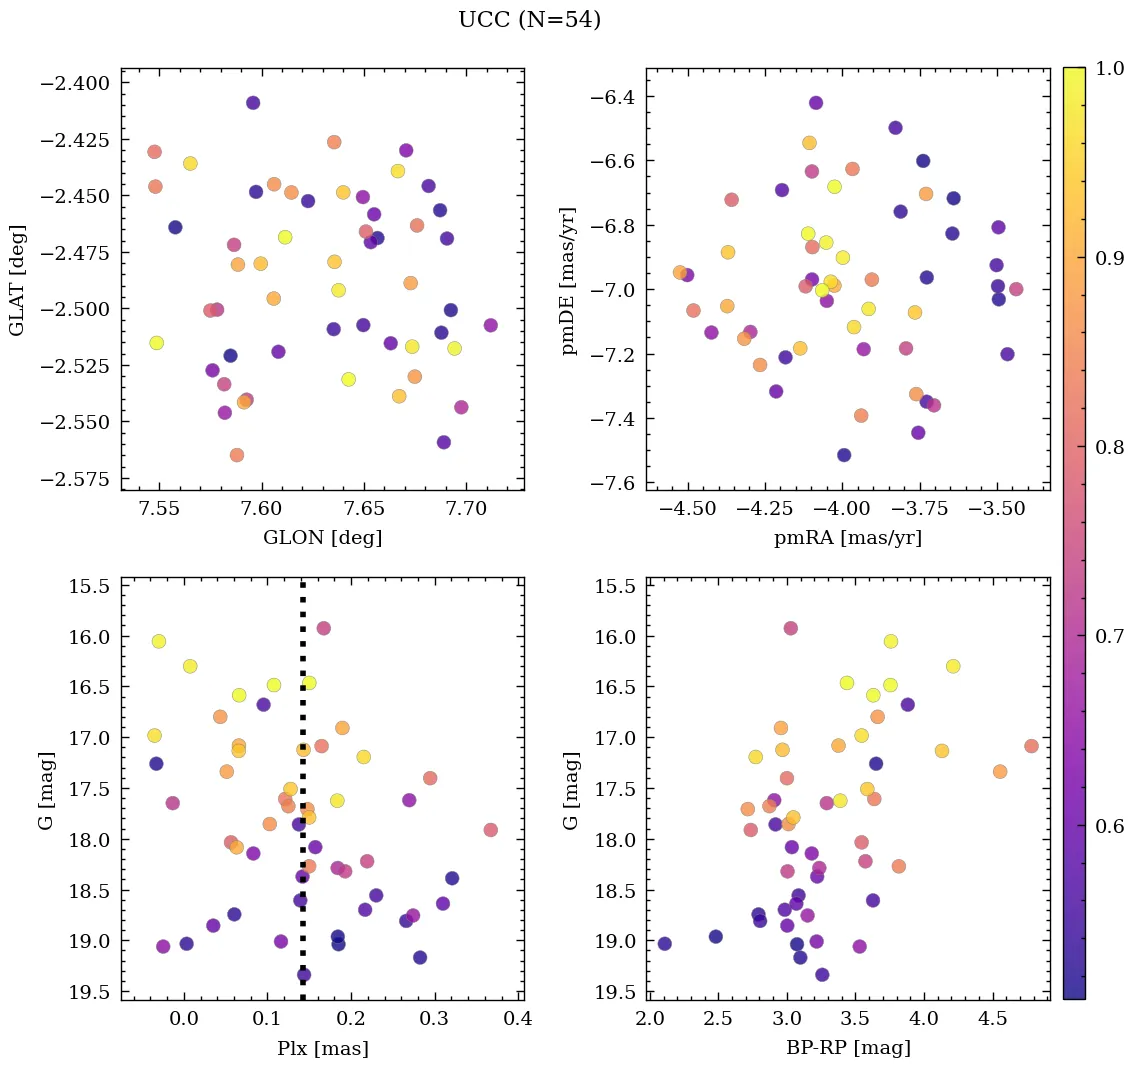 UCC (N=54)
−2.400
−2.425
−2.450
−2.475
−2.500
−2.525
−2.550
−2.575
GLAT [deg]
7.55 7.60 7.65 7.70
GLON [deg]
−6.4
−6.6
−6.8
−7.0
−7.2
−7.4
−7.6
pmDE [mas/yr]
−4.50 −4.25 −4.00 −3.75 −3.50
pmRA [mas/yr]
1.0
0.9
0.8
0.7
0.6
15.5
16.0
16.5
17.0
17.5
18.0
18.5
19.0
19.5
G [mag]
0.0 0.1 0.2 0.3 0.4
Plx [mas]
15.5
16.0
16.5
17.0
17.5
18.0
18.5
19.0
19.5
G [mag]
2.0 2.5 3.0 3.5 4.0 4.5
BP-RP [mag]